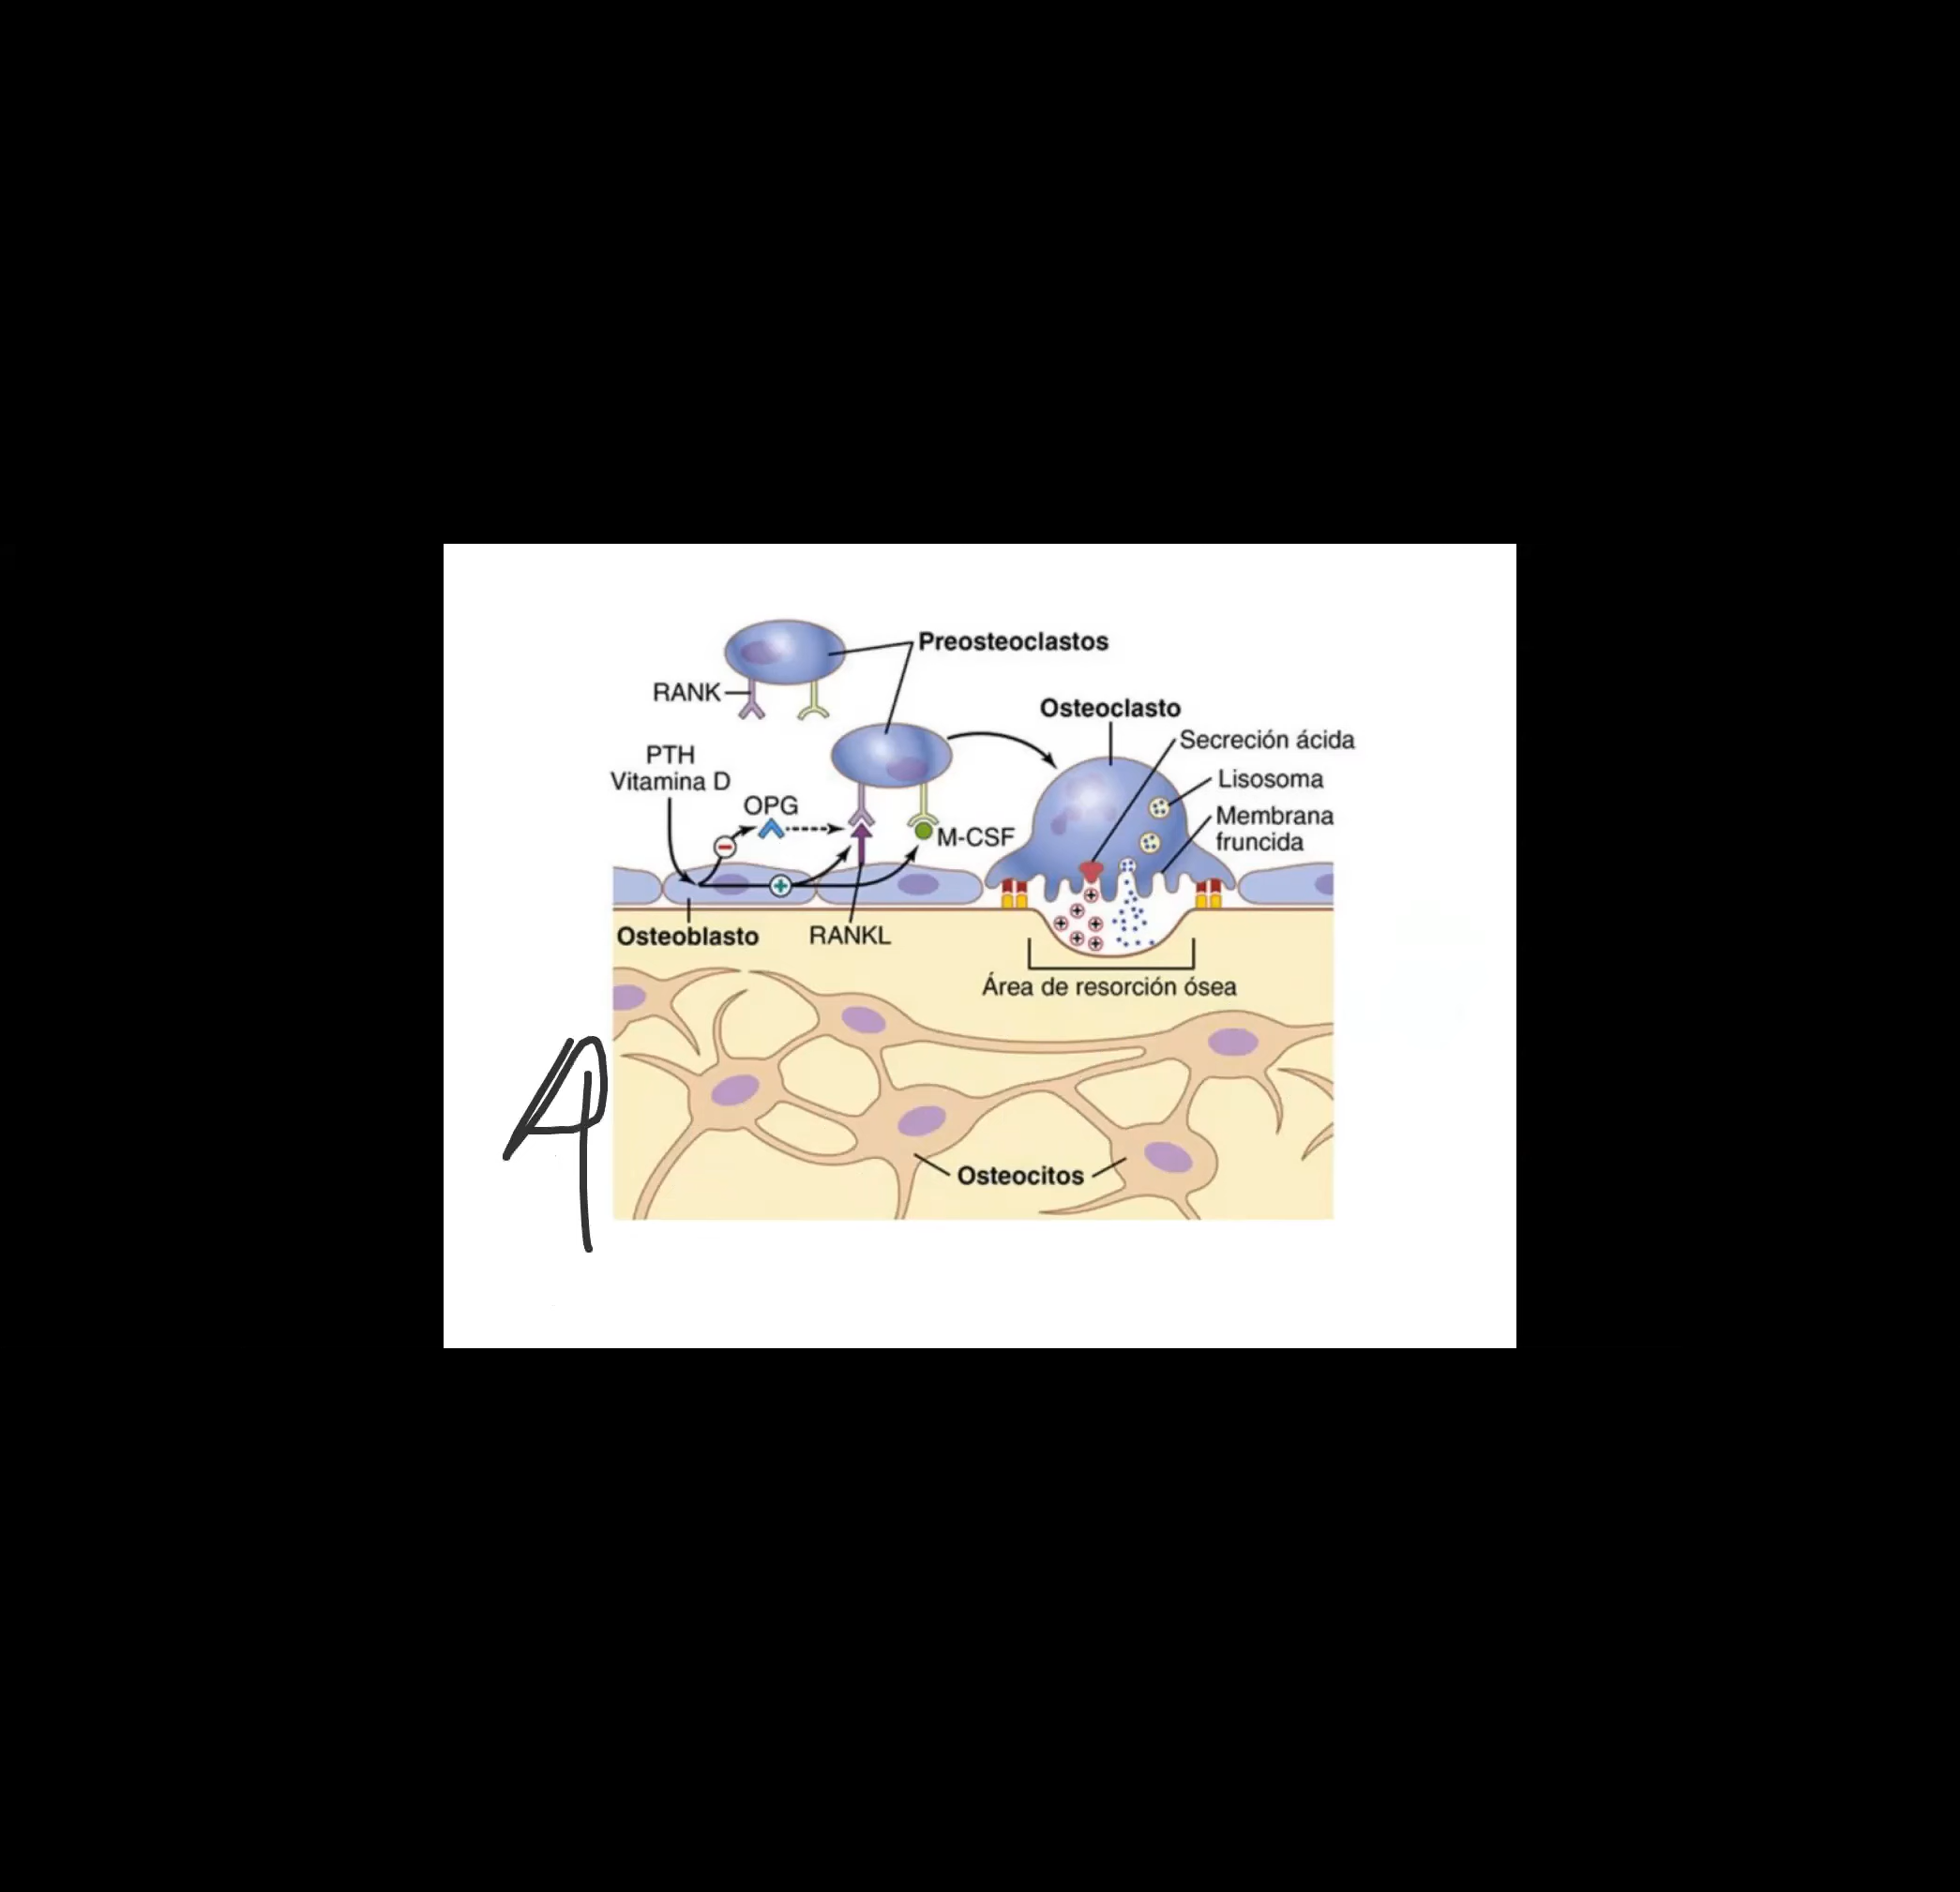 Preosteoclastos
RANK
Osteoclasto
Secreción ácida
PTH
Vitamina D
Lisosoma
OPG
Membrana
fruncida
M-CSF
Osteoblasto
RANKL
Área de resorción ósea
Osteocitos